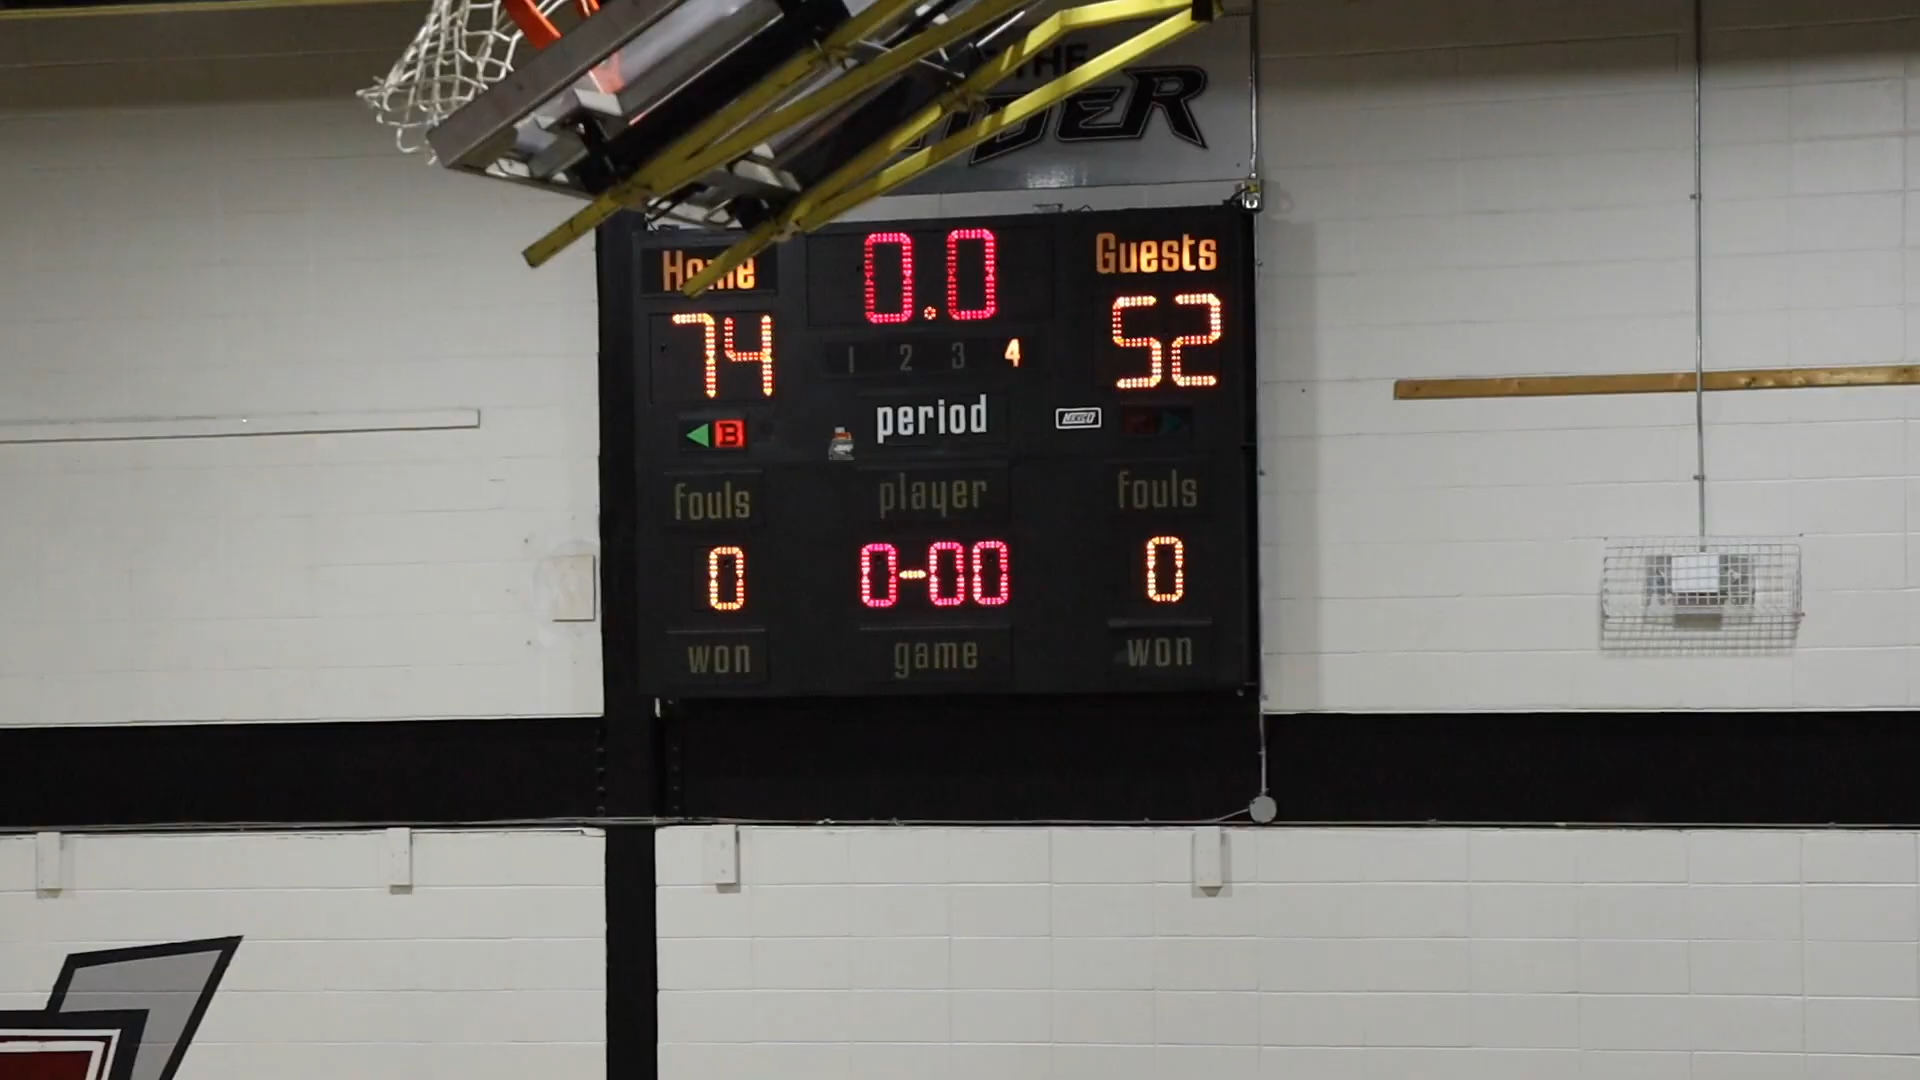 THE
Home 0.0 Guests
74 52
1 2 3 4
B period
fouls player fouls
0 0-00 0
won game won